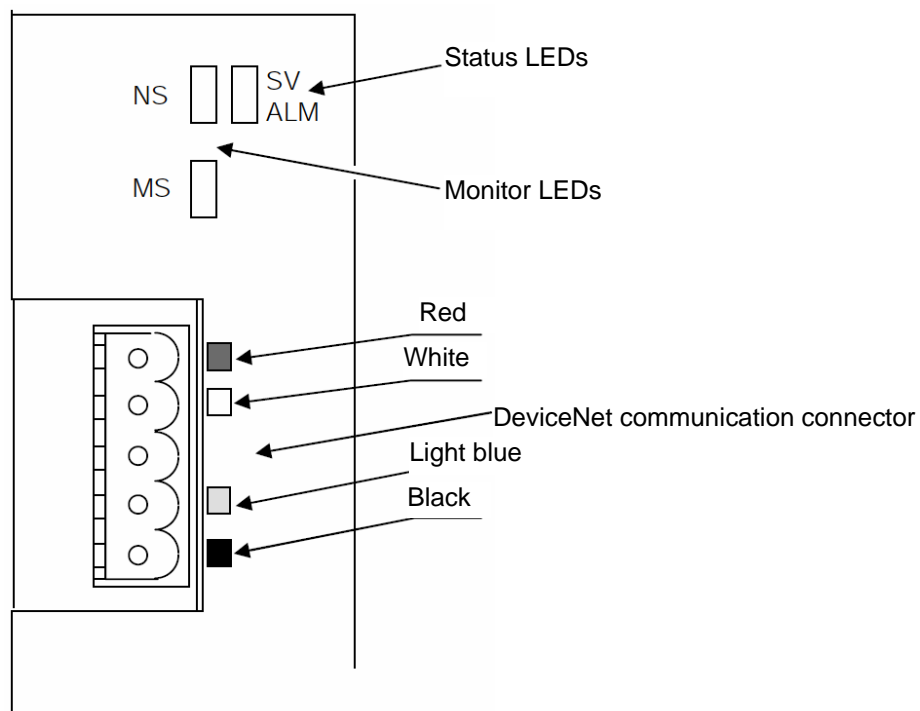 Status LEDs
NS
SV
ALM
MS
Monitor LEDs
Red
White
DeviceNet communication connector
Light blue
Black